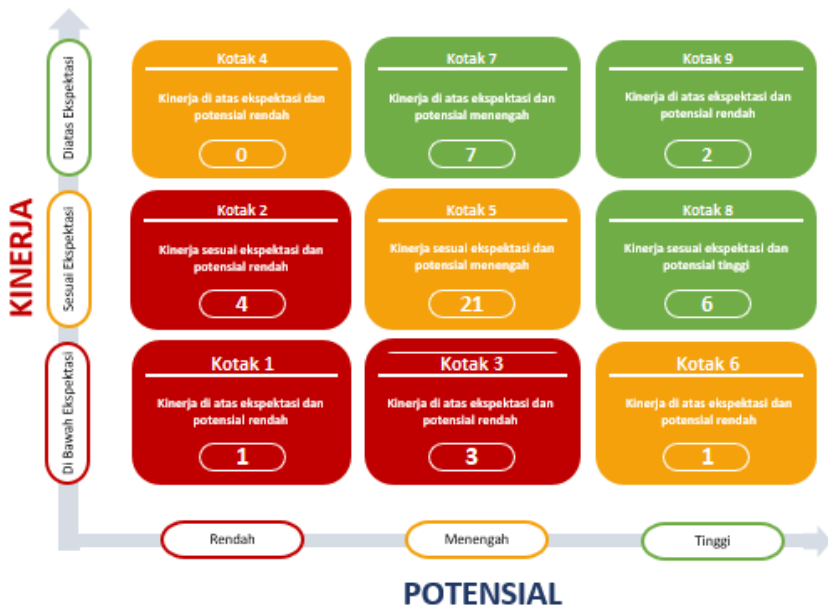 KINERJA
Diatas Ekspektasi
Sesuai Ekspektasi
Di Bawah Ekspektasi
Kotak 4
Kinerja di atas ekspektasi dan
potensial rendah
0
Kotak 7
Kinerja di atas ekspektasi dan
potensial menengah
7
Kotak 9
Kinerja di atas ekspektasi dan
potensial rendah
2
Kotak 2
Kinerja sesuai ekspektasi dan
potensial rendah
4
Kotak 5
Kinerja sesuai ekspektasi dan
potensial menengah
21
Kotak 8
Kinerja sesuai ekspektasi dan
potensial tinggi
6
Kotak 1
Kinerja di atas ekspektasi dan
potensial rendah
1
Kotak 3
Kinerja di atas ekspektasi dan
potensial rendah
3
Kotak 6
Kinerja di atas ekspektasi dan
potensial rendah
1
Rendah
Menengah
Tinggi
POTENSIAL